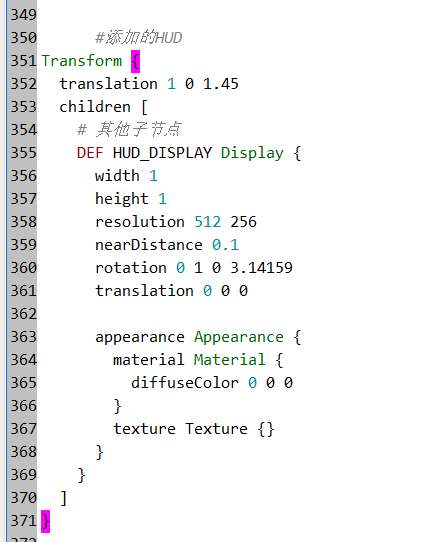 349
350 #添加的HUD
351 Transform {
352 translation 1 0 1.45
353 children [
354 # 其他子节点
355 DEF HUD_DISPLAY Display {
356 width 1
357 height 1
358 resolution 512 256
359 nearDistance 0.1
360 rotation 0 1 0 3.14159
361 translation 0 0 0
362
363 appearance Appearance {
364 material Material {
365 diffuseColor 0 0 0
366 }
367 texture Texture {}
368 }
369 }
370 ]
371 }